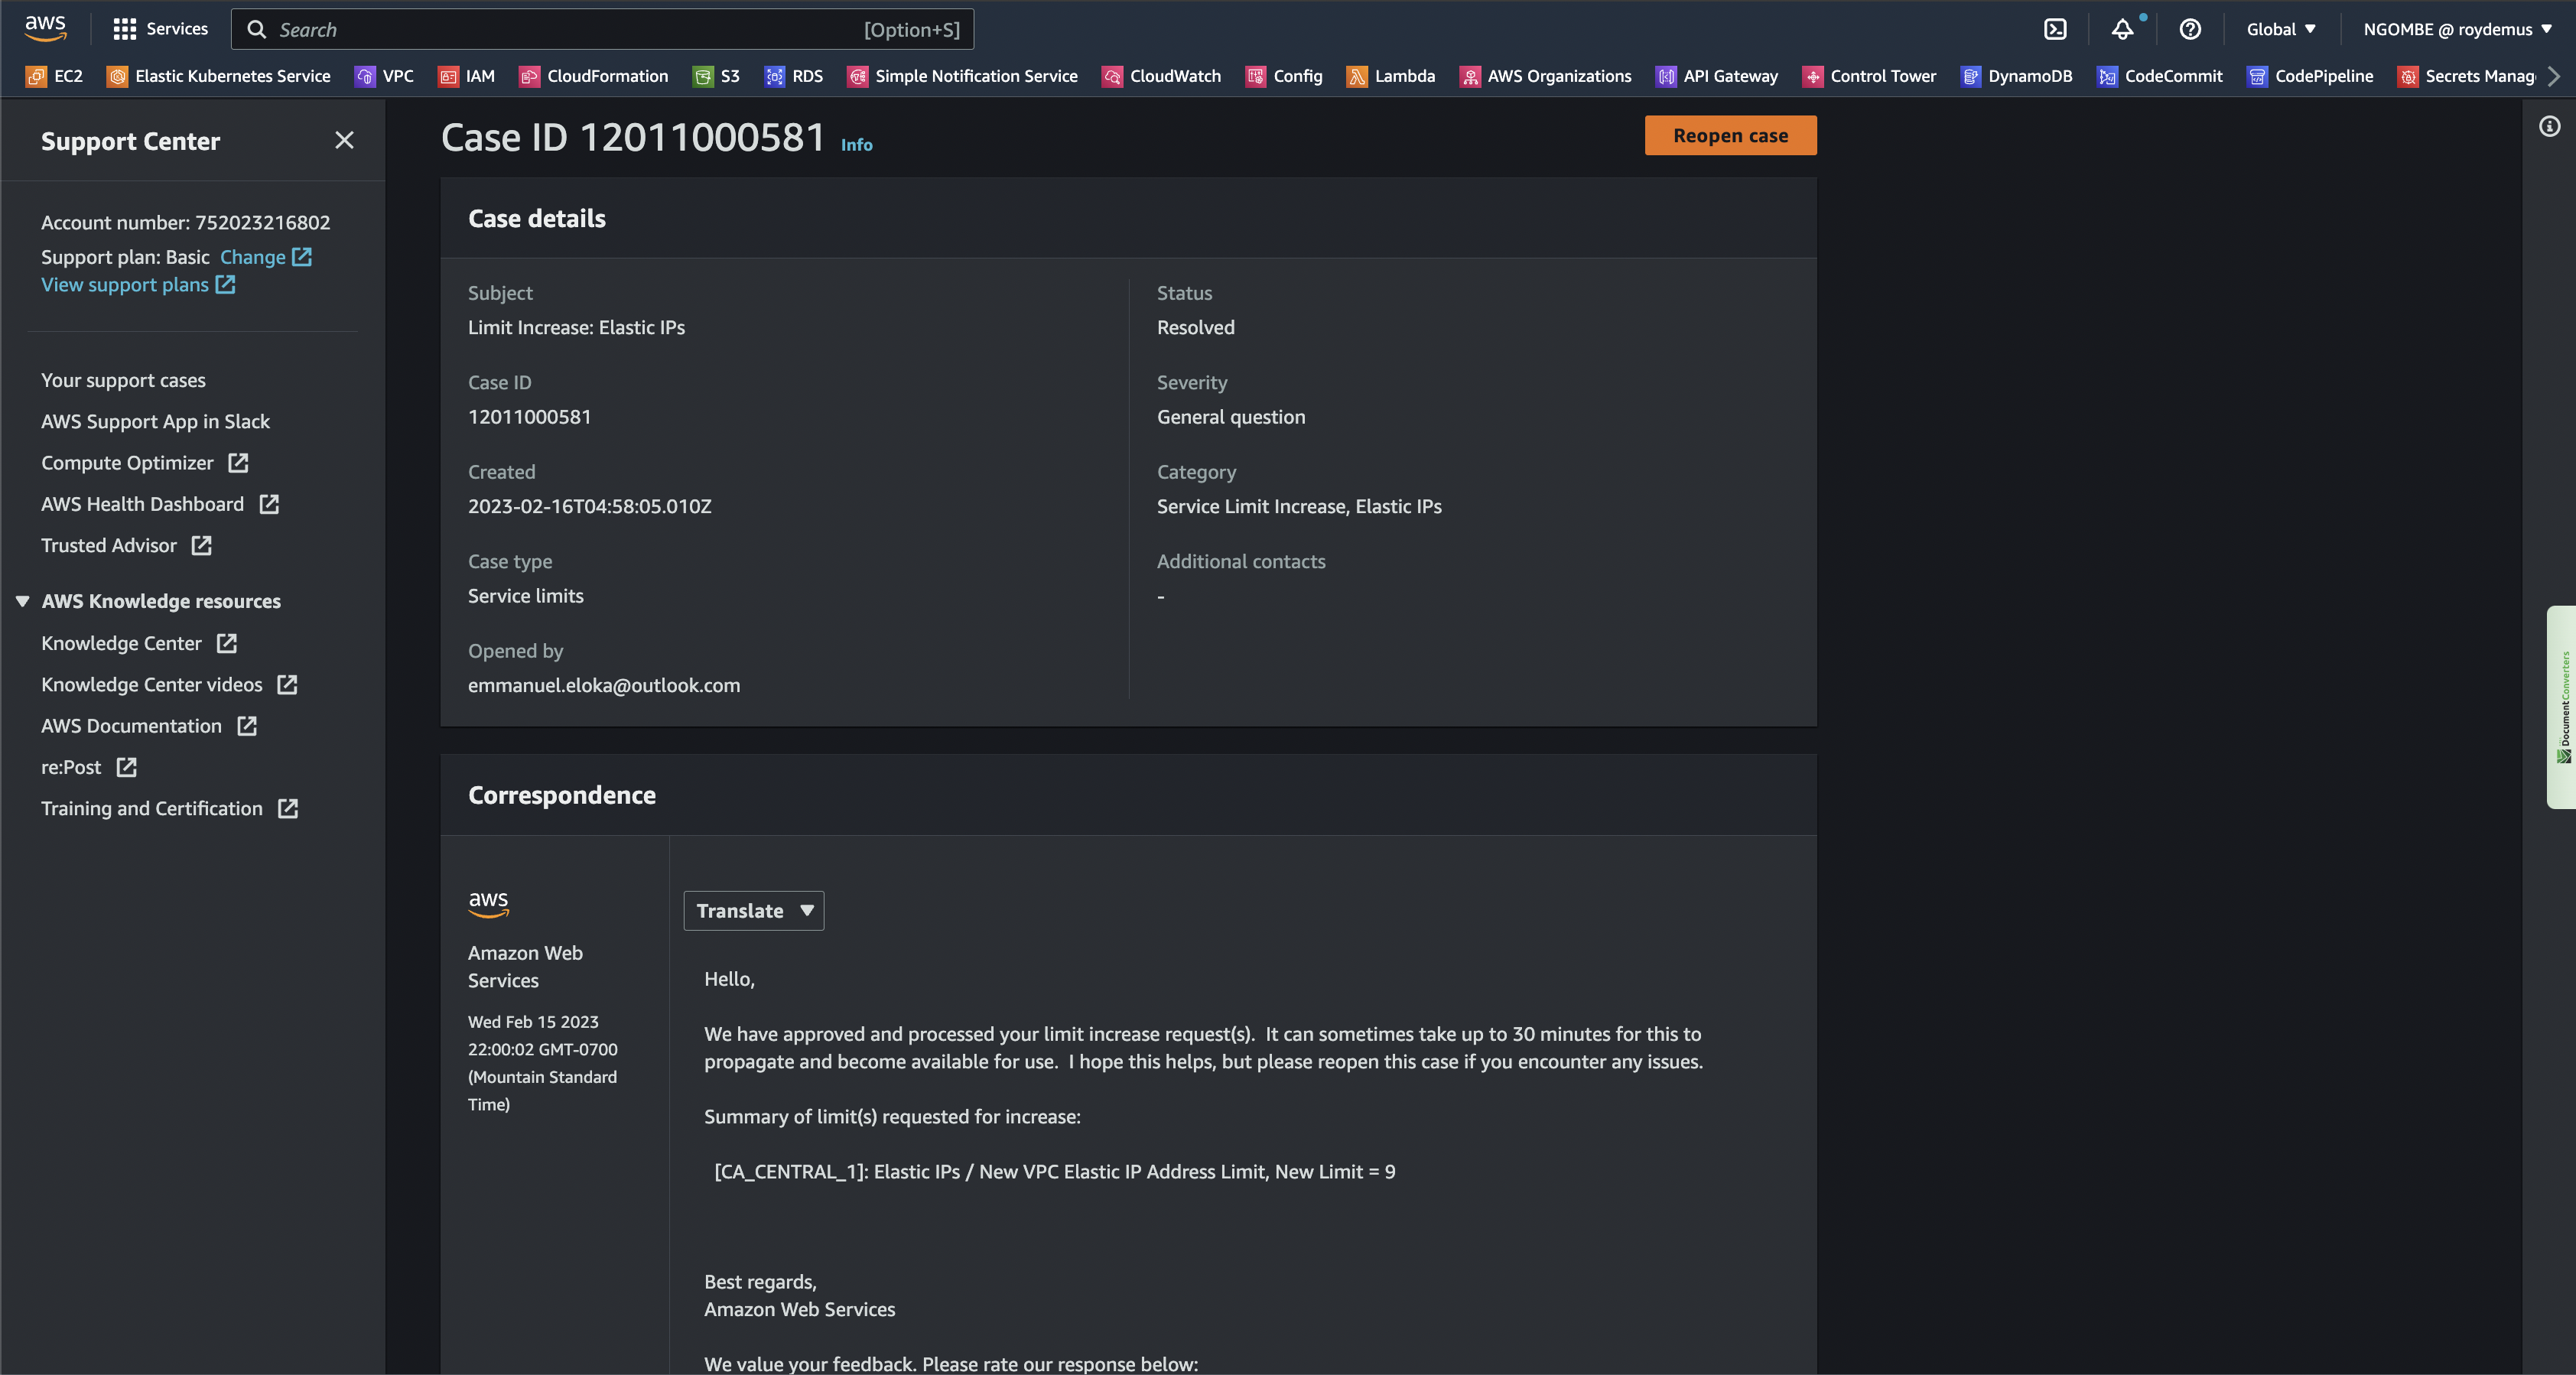 aws
Services
Search
[Option+S]
Global
NGOMBE @ roydemus
EC2
Elastic Kubernetes Service
VPC
IAM
CloudFormation
S3
RDS
Simple Notification Service
CloudWatch
Config
Lambda
AWS Organizations
API Gateway
Control Tower
DynamoDB
CodeCommit
CodePipeline
Secrets Manag
Support Center
Account number: 752023216802
Support plan: Basic Change
View support plans
Your support cases
AWS Support App in Slack
Compute Optimizer
AWS Health Dashboard
Trusted Advisor
AWS Knowledge resources
Knowledge Center
Knowledge Center videos
AWS Documentation
re:Post
Training and Certification
Case ID 12011000581 Info
Reopen case
Case details
Subject
Limit Increase: Elastic IPs
Case ID
12011000581
Created
2023-02-16T04:58:05.010Z
Case type
Service limits
Opened by
emmanuel.eloka@outlook.com
Status
Resolved
Severity
General question
Category
Service Limit Increase, Elastic IPs
Additional contacts
-
Correspondence
aws
Amazon Web
Services
Wed Feb 15 2023
22:00:02 GMT-0700
(Mountain Standard
Time)
Translate
Hello,
We have approved and processed your limit increase request(s).  It can sometimes take up to 30 minutes for this to
propagate and become available for use.  I hope this helps, but please reopen this case if you encounter any issues.
Summary of limit(s) requested for increase:
[CA_CENTRAL_1]: Elastic IPs / New VPC Elastic IP Address Limit, New Limit = 9
Best regards,
Amazon Web Services
We value your feedback. Please rate our response below:
DocumentConverters